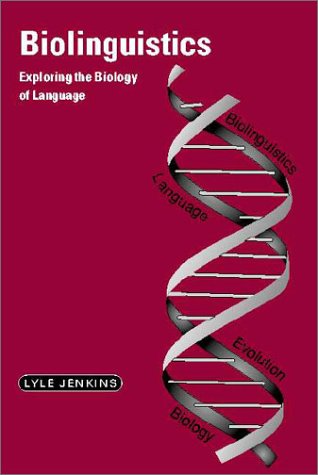 Biolinguistics
Exploring the Biology
of Language
Biolinguistics
Language
Evolution
Biology
LYLE JENKINS